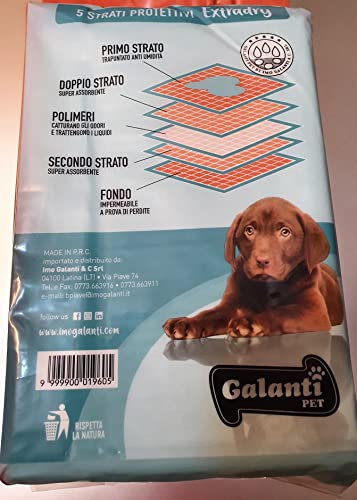 5 STRATI PROTETTIVI Extradry
PRIMO STRATO
TRAPUNTATO ANTI UMIDITÀ
DOPPIO STRATO
SUPER ASSORBENTE
POLIMERI
CATTURANO GLI ODORI
E TRATTENGONO I LIQUIDI
SECONDO STRATO
SUPER ASSORBENTE
FONDO
IMPERMEABILE
A PROVA DI PERDITE
MADE IN P.R.C.
importato e distribuito da:
Imo Galanti & C Srl
04100 Latina (LT) • Via Piave 74
Tel. e Fax: 0773.663916 • 0773.663911
e-mail: bpiave@imogalanti.it
follow us
www.imogalanti.com
9 999900 019605
RISPETTA
LA NATURA
Galanti
PET